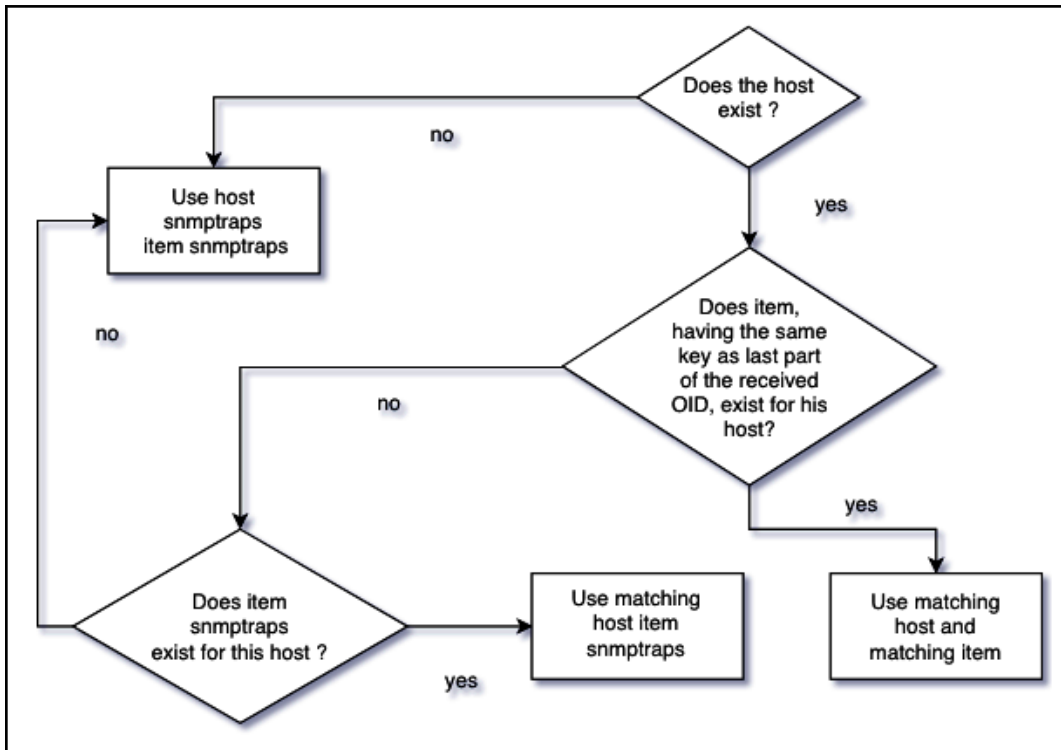 Does the host
exist ?
no
yes
Use host
snmptraps
item snmptraps
no
Does item,
having the same
key as last part
of the received
OID, exist for his
host?
no
yes
Does item
snmptraps
exist for this host ?
yes
Use matching
host item
snmptraps
Use matching
host and
matching item